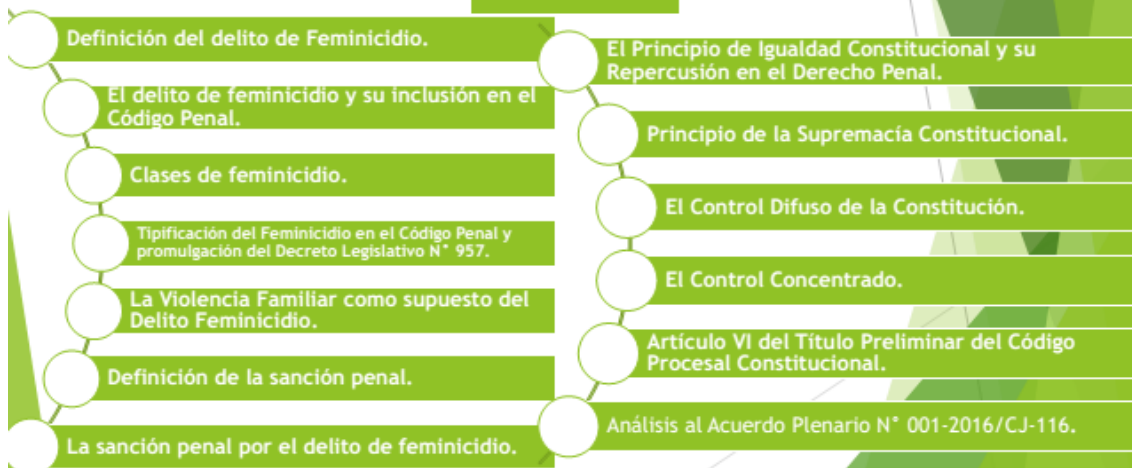 Definición del delito de Feminicidio.
El delito de feminicidio y su inclusión en el
Código Penal.
Clases de feminicidio.
Tipificación del Feminicidio en el Código Penal y
promulgación del Decreto Legislativo N° 957.
La Violencia Familiar como supuesto del
Delito Feminicidio.
Definición de la sanción penal.
La sanción penal por el delito de feminicidio.
El Principio de Igualdad Constitucional y su
Repercusión en el Derecho Penal.
Principio de la Supremacía Constitucional.
El Control Difuso de la Constitución.
El Control Concentrado.
Artículo VI del Título Preliminar del Código
Procesal Constitucional.
Análisis al Acuerdo Plenario N° 001-2016/CJ-116.